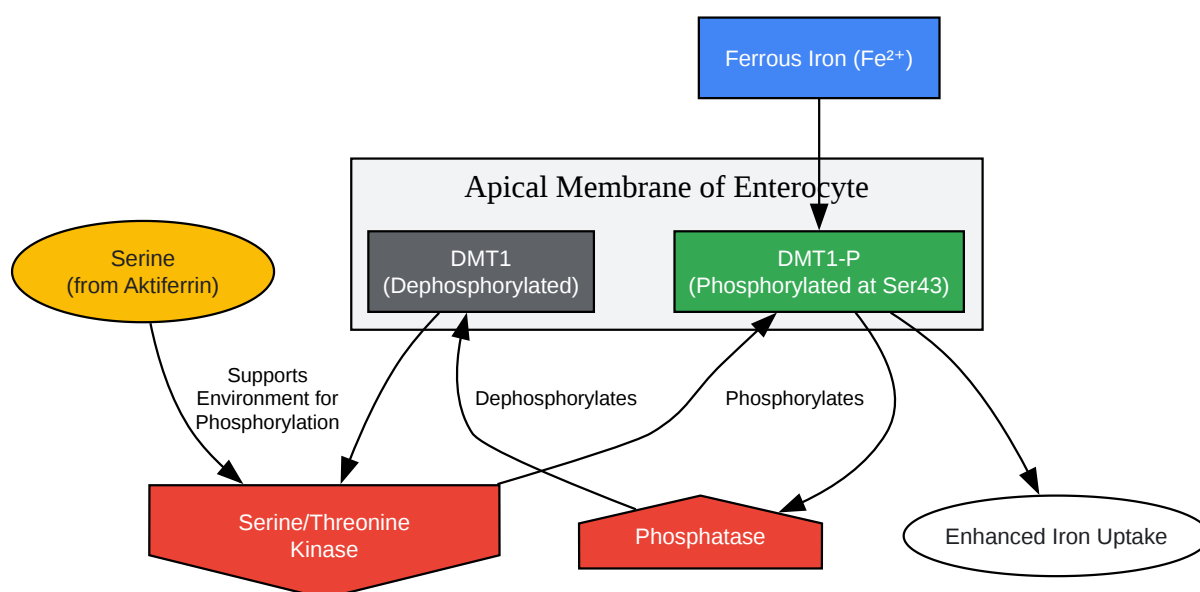 Ferrous Iron (Fe²⁺)
Apical Membrane of Enterocyte
Serine
(from Aktiferrin)
DMT1
(Dephosphorylated)
DMT1-P
(Phosphorylated at Ser43)
Supports
Environment for
Phosphorylation
Dephosphorylates
Phosphorylates
Serine/Threonine
Kinase
Phosphatase
Enhanced Iron Uptake